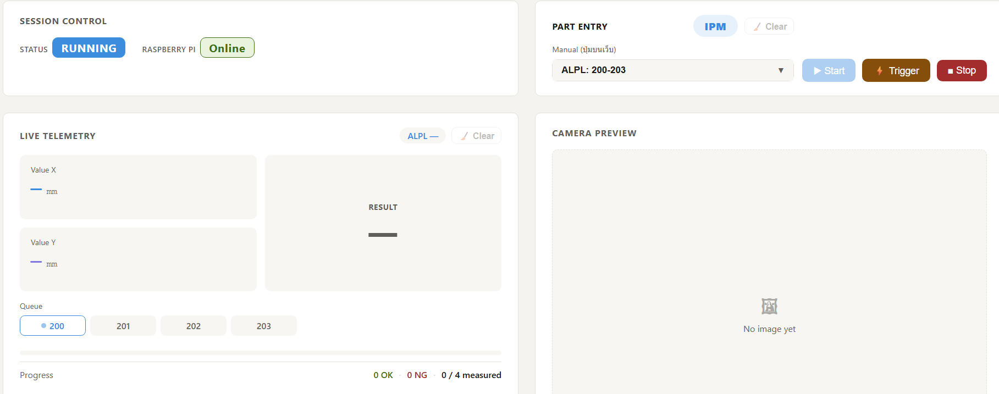 SESSION CONTROL
STATUS RUNNING RASPBERRY PI Online
PART ENTRY IPM Clear
Manual (ปุ่มบนเว็บ)
ALPL: 200-203 ▼ ▶ Start ⚡ Trigger ■ Stop
LIVE TELEMETRY ALPL — Clear
Value X
— mm
Value Y
— mm
RESULT
—
Queue
200 201 202 203
Progress 0 OK · 0 NG · 0 / 4 measured
CAMERA PREVIEW
No image yet